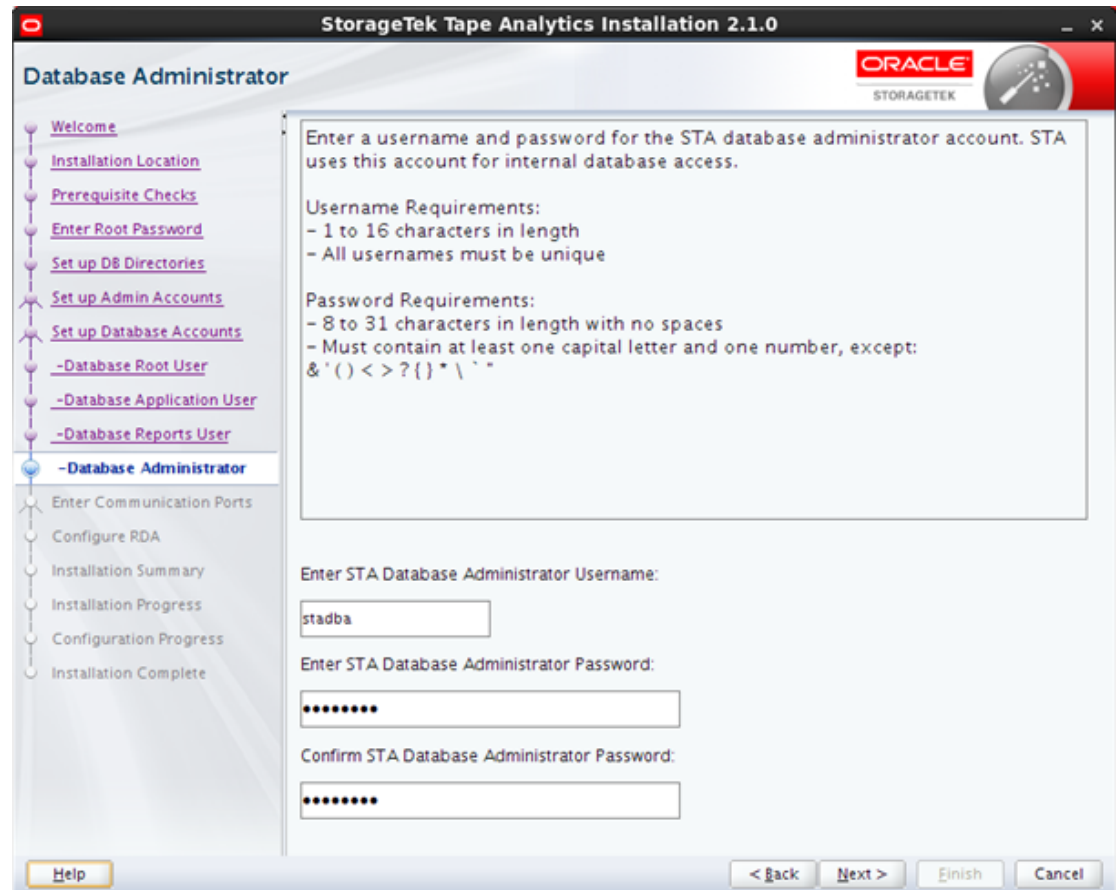 StorageTek Tape Analytics Installation 2.1.0
Database Administrator
ORACLE
STORAGETEK
Welcome
Installation Location
Prerequisite Checks
Enter Root Password
Set up DB Directories
Set up Admin Accounts
Set up Database Accounts
-Database Root User
-Database Application User
-Database Reports User
-Database Administrator
Enter Communication Ports
Configure RDA
Installation Summary
Installation Progress
Configuration Progress
Installation Complete
Enter a username and password for the STA database administrator account. STA
uses this account for internal database access.
Username Requirements:
- 1 to 16 characters in length
- All usernames must be unique
Password Requirements:
- 8 to 31 characters in length with no spaces
- Must contain at least one capital letter and one number, except:
& ' ( ) < > ? { } * \ ` "
Enter STA Database Administrator Username:
stadba
Enter STA Database Administrator Password:
••••••••
Confirm STA Database Administrator Password:
••••••••
Help
< Back
Next >
Finish
Cancel